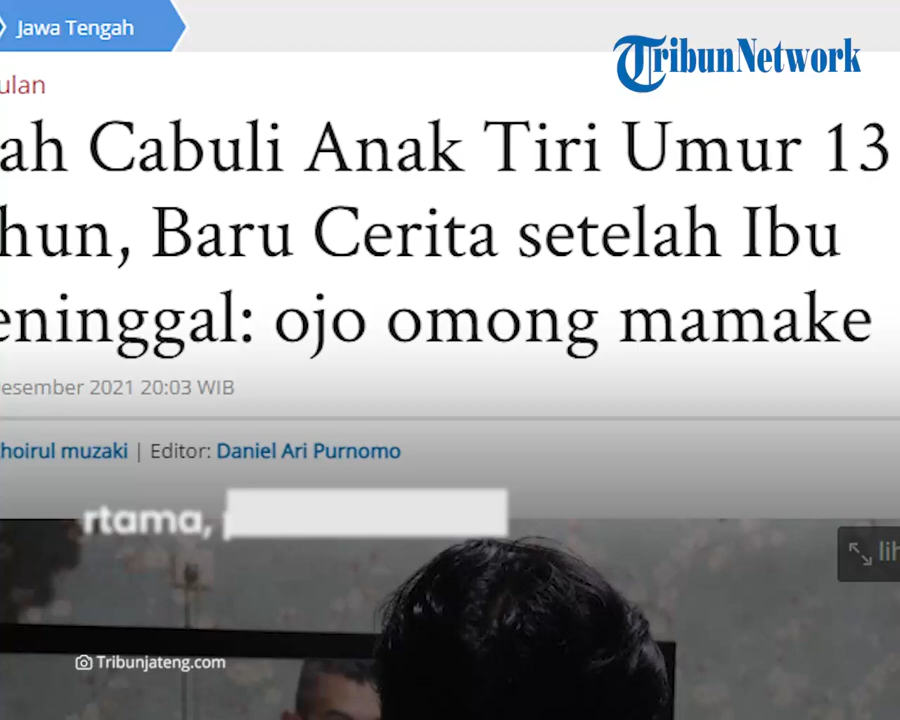 Jawa Tengah
TribunNetwork
ulan
ah Cabuli Anak Tiri Umur 13
hun, Baru Cerita setelah Ibu
eninggal: ojo omong mamake
esember 2021 20:03 WIB
hoirul muzaki | Editor: Daniel Ari Purnomo
rtama,
lih
Tribunjateng.com